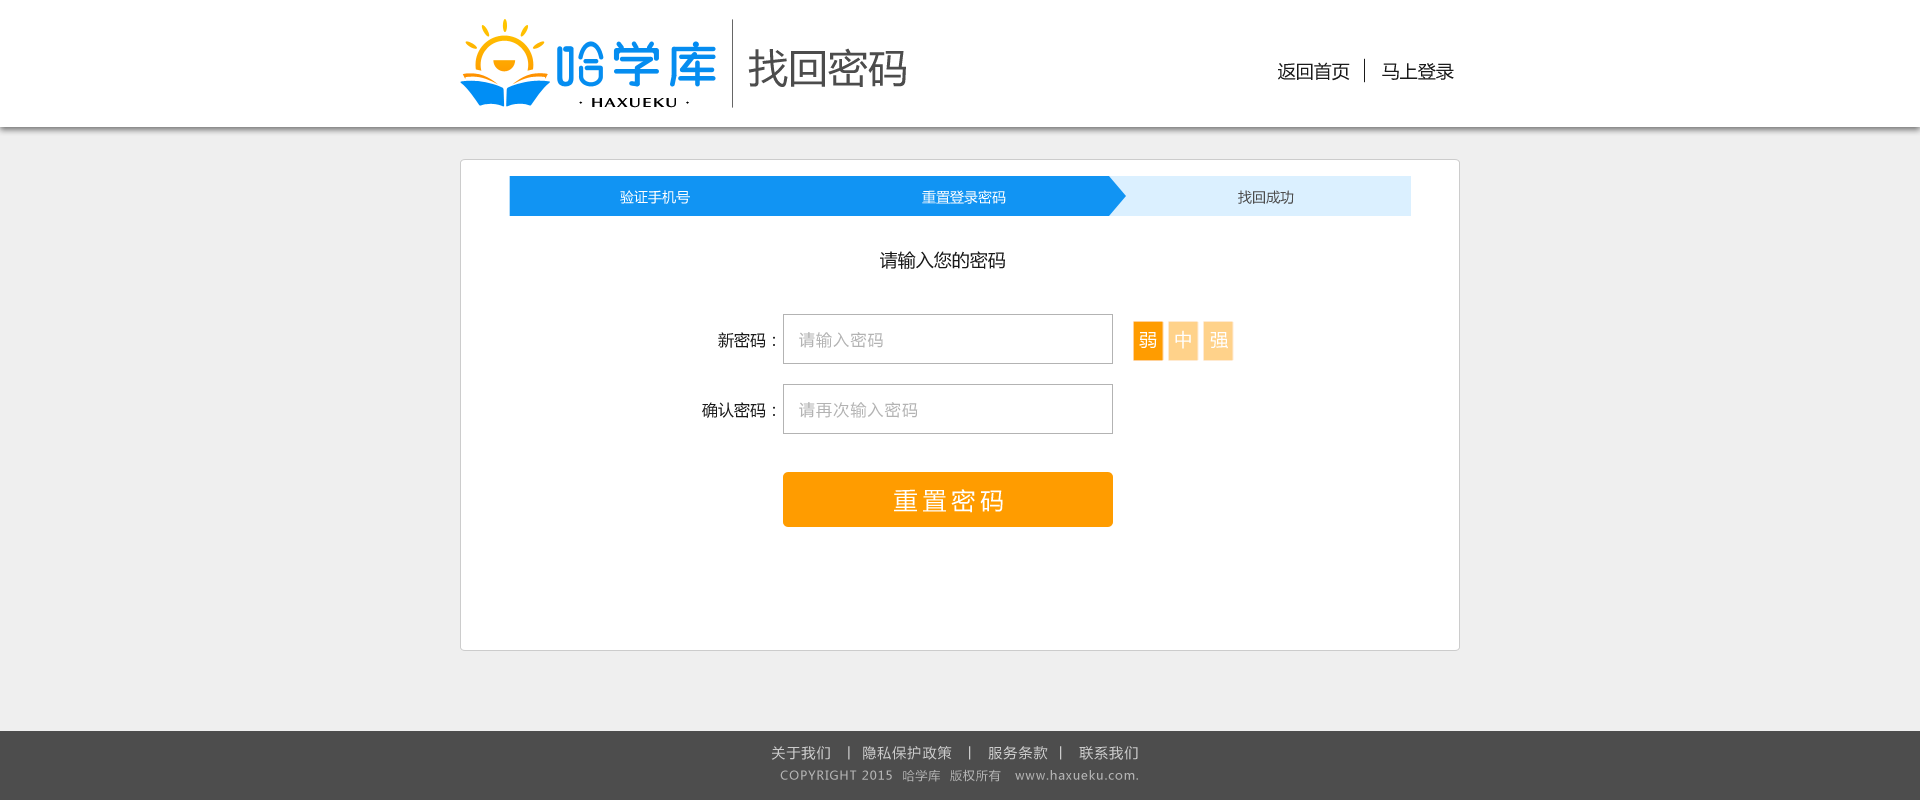 哈学库
· HAXUEKU ·
找回密码
返回首页 | 马上登录
验证手机号 重置登录密码 找回成功
请输入您的密码
新密码： 请输入密码 弱 中 强
确认密码： 请再次输入密码
重置密码
关于我们 | 隐私保护政策 | 服务条款 | 联系我们
COPYRIGHT 2015 哈学库 版权所有 www.haxueku.com.